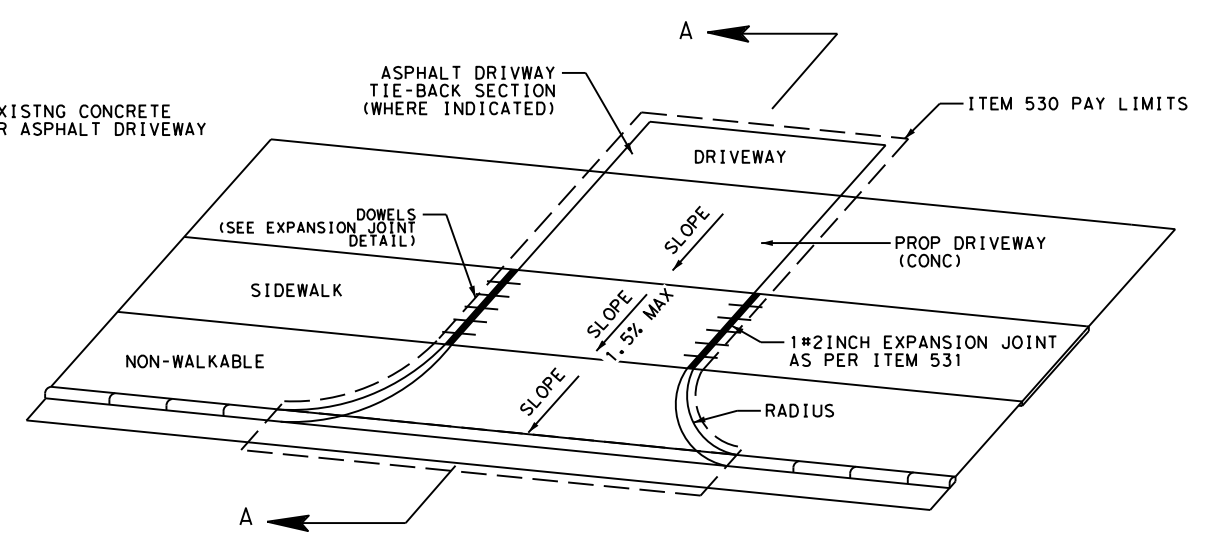 A
ASPHALT DRIVWAY
TIE-BACK SECTION
(WHERE INDICATED)
XISTNG CONCRETE
R ASPHALT DRIVEWAY
ITEM 530 PAY LIMITS
DRIVEWAY
DOWELS
(SEE EXPANSION JOINT
DETAIL)
SLOPE
PROP DRIVEWAY
(CONC)
SIDEWALK
SLOPE
1.5% MAX
1#2INCH EXPANSION JOINT
AS PER ITEM 531
NON-WALKABLE
SLOPE
RADIUS
A